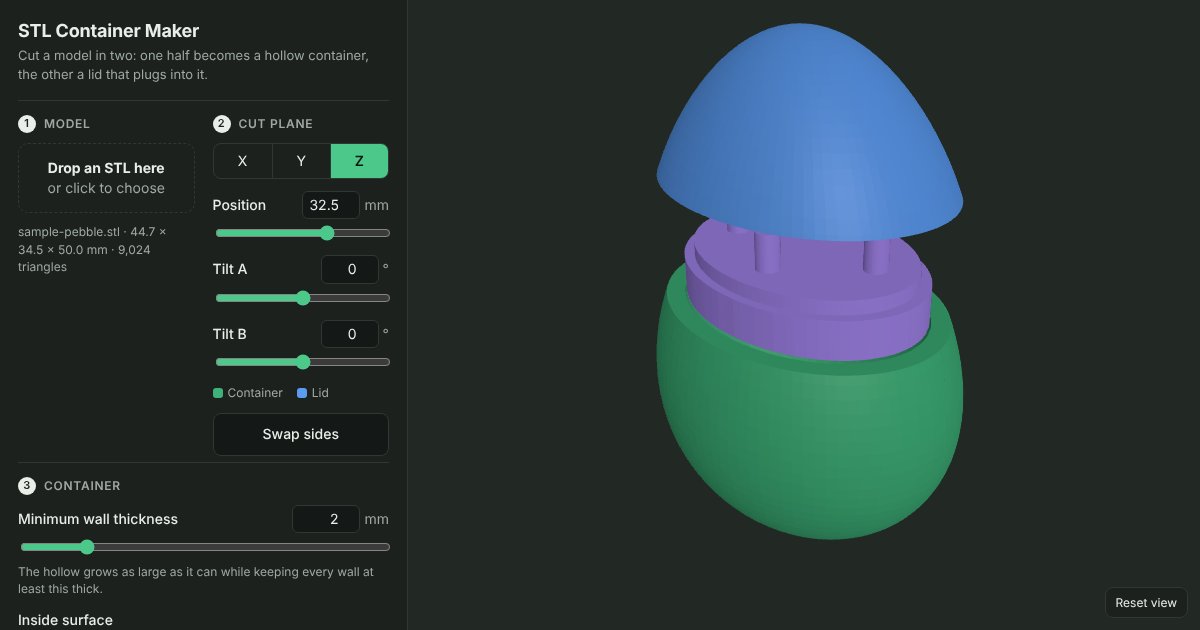 STL Container Maker
Cut a model in two: one half becomes a hollow container,
the other a lid that plugs into it.
1 MODEL
Drop an STL here
or click to choose
sample-pebble.stl · 44.7 ×
34.5 × 50.0 mm · 9,024
triangles
2 CUT PLANE
X Y Z
Position 32.5 mm
Tilt A 0 °
Tilt B 0 °
Container Lid
Swap sides
3 CONTAINER
Minimum wall thickness 2 mm
The hollow grows as large as it can while keeping every wall at
least this thick.
Inside surface
Reset view